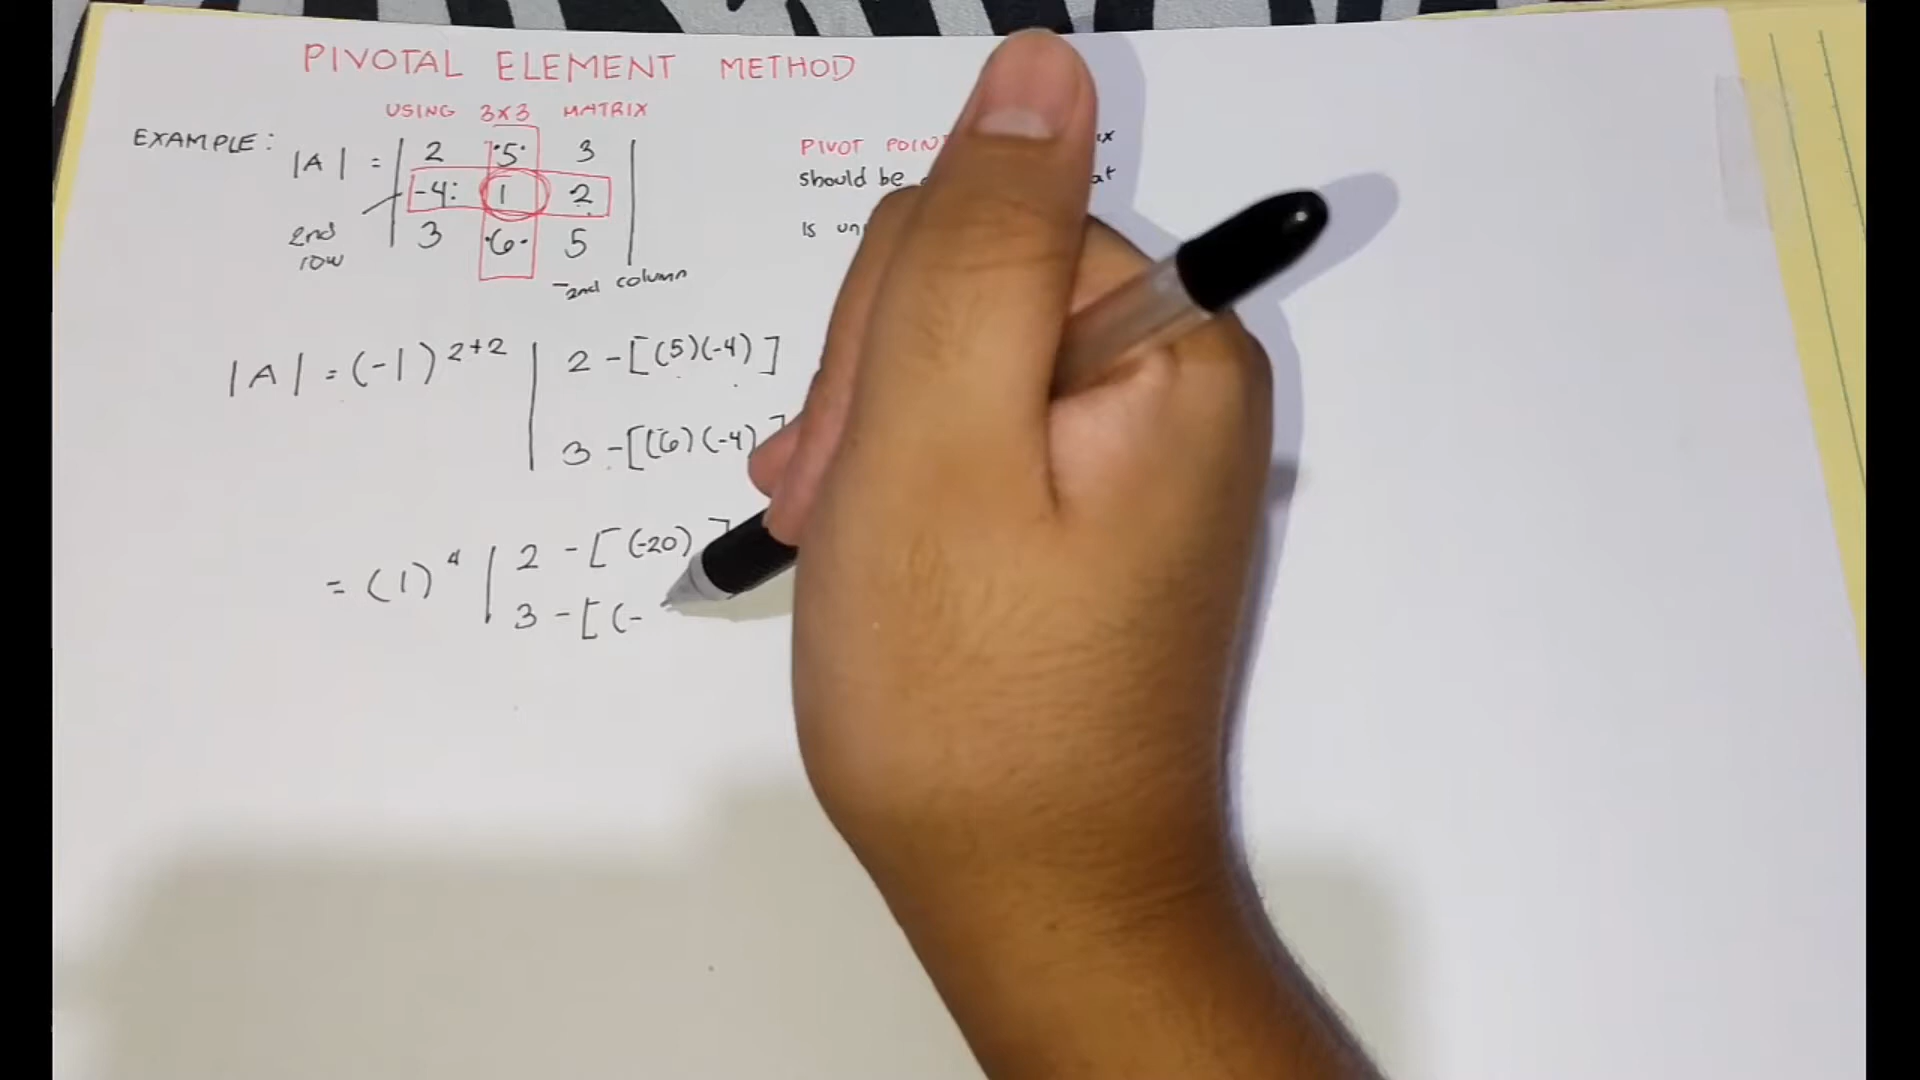 PIVOTAL ELEMENT METHOD
USING 3x3 MATRIX
EXAMPLE:
|A| = | 2 5 3 |
-4 1 2
3 6 5
2nd row
2nd column
PIVOT
should be at
is
|A| = (-1)^2+2 | 2 - [(5)(-4)]
3 - [(6)(-4)]
= (1)^4 | 2 - [(-20)]
3 - [(-